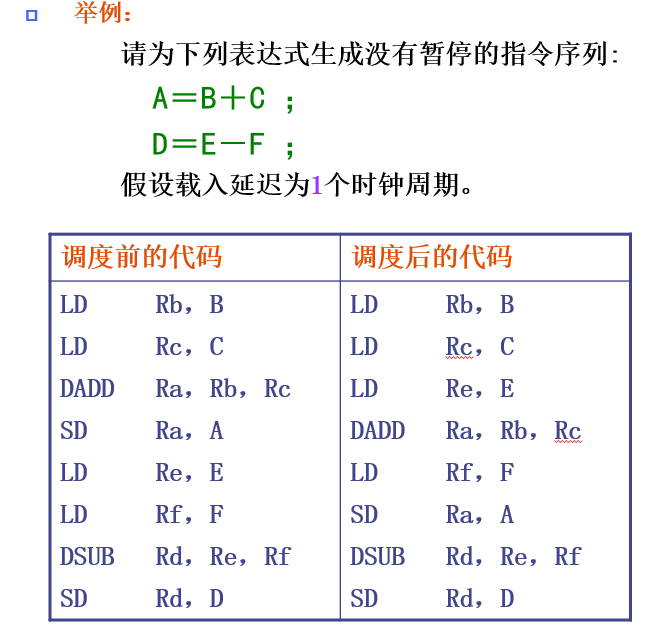 举例：
请为下列表达式生成没有暂停的指令序列:
A＝B＋C ；
D＝E－F ；
假设载入延迟为1个时钟周期。
调度前的代码 调度后的代码
LD Rb，B LD Rb，B
LD Rc，C LD Rc，C
DADD Ra，Rb，Rc LD Re，E
SD Ra，A DADD Ra，Rb，Rc
LD Re，E LD Rf，F
LD Rf，F SD Ra，A
DSUB Rd，Re，Rf DSUB Rd，Re，Rf
SD Rd，D SD Rd，D